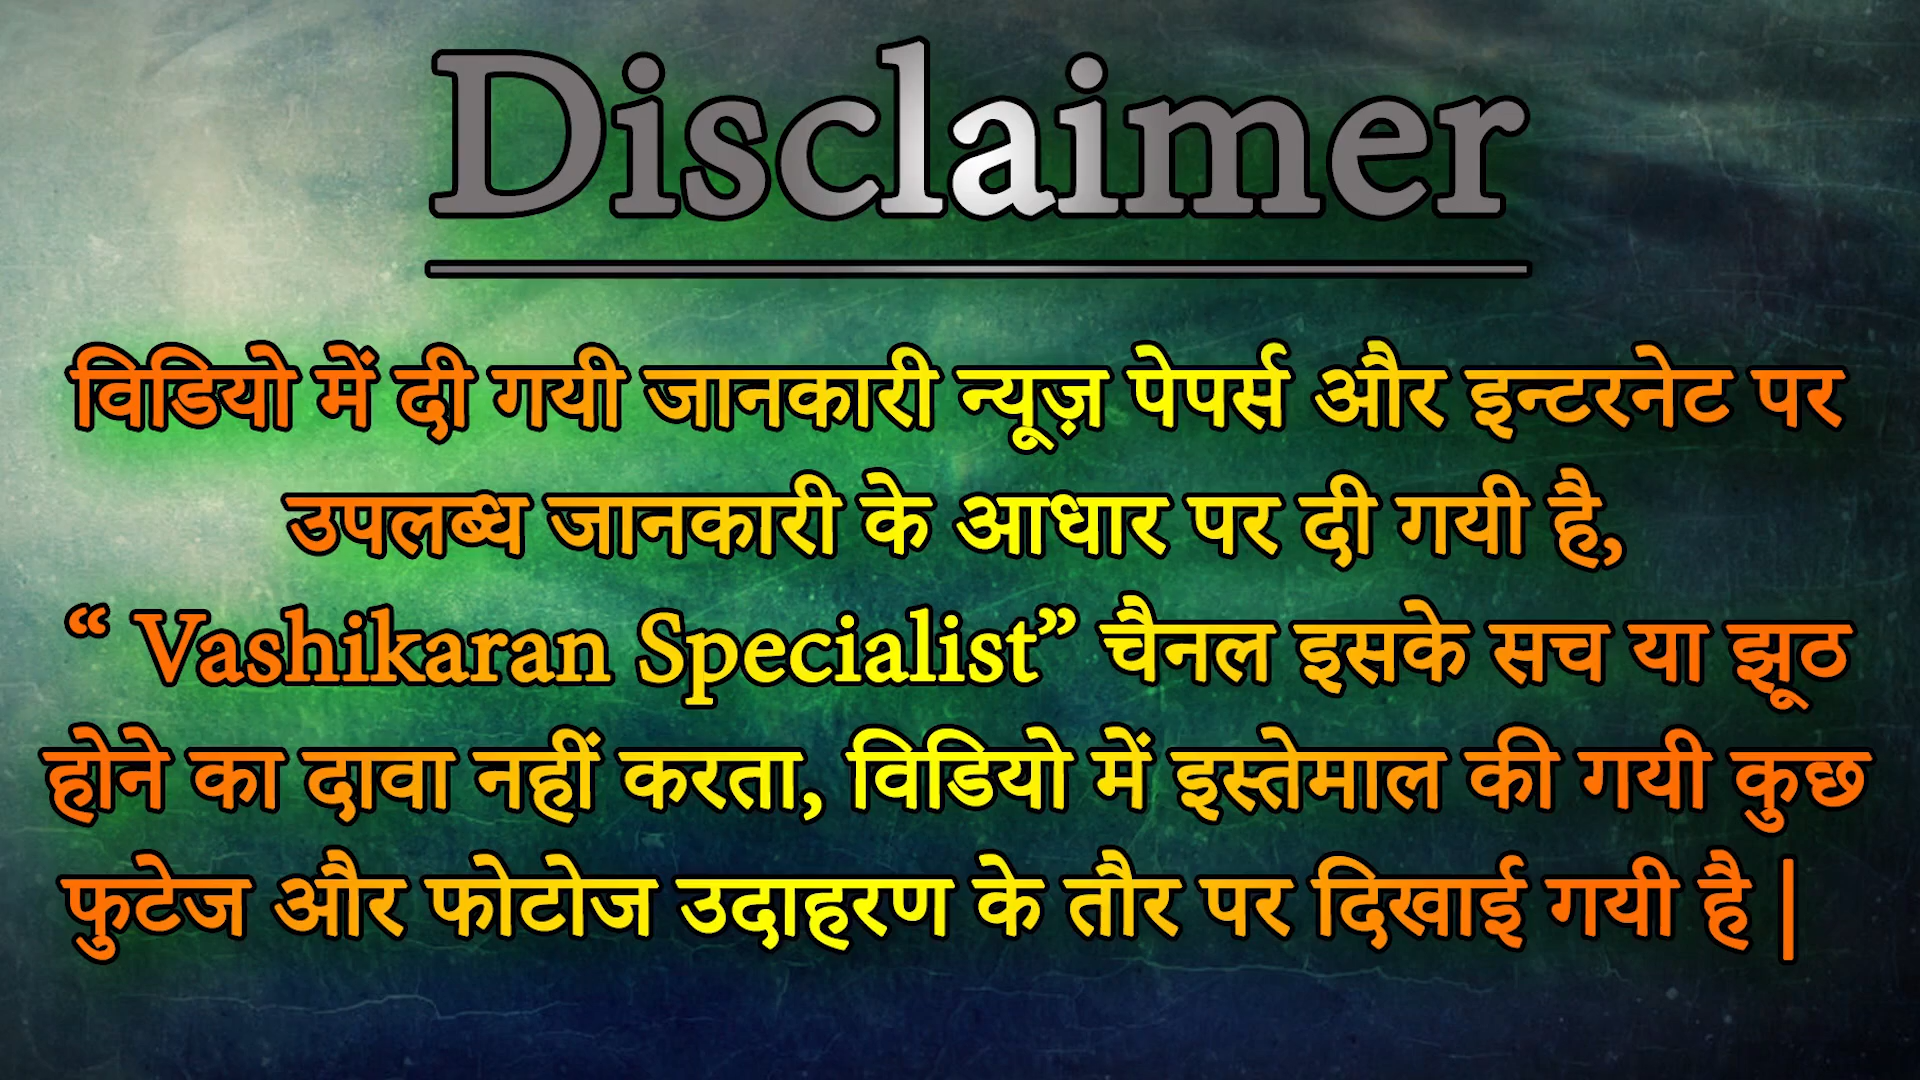 Disclaimer
विडियो में दी गयी जानकारी न्यूज़ पेपर्स और इन्टरनेट पर
उपलब्ध जानकारी के आधार पर दी गयी है,
“ Vashikaran Specialist” चैनल इसके सच या झूठ
होने का दावा नहीं करता, विडियो में इस्तेमाल की गयी कुछ
फुटेज और फोटोज उदाहरण के तौर पर दिखाई गयी है |